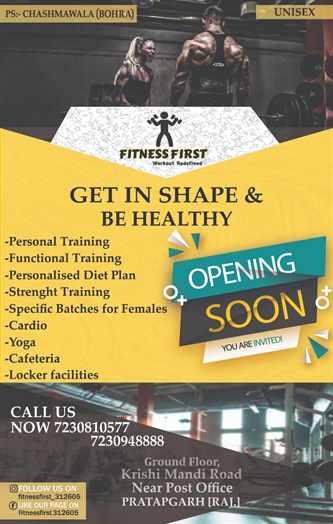 PS:- CHASHMAWALA (BOHRA)
UNISEX
FITNESS FIRST
Workout Redefined
GET IN SHAPE &
BE HEALTHY
-Personal Training
-Functional Training
-Personalised Diet Plan
-Strenght Training
-Specific Batches for Females
-Cardio
-Yoga
-Cafeteria
-Locker facilities
OPENING
SOON
YOU ARE INVITED!
CALL US
NOW 7230810577
7230948888
Ground Floor,
Krishi Mandi Road
Near Post Office
PRATAPGARH [RAJ.]
FOLLOW US ON
fitnessfirst_312605
LIKE OUR PAGE ON
fitnessfirst312605